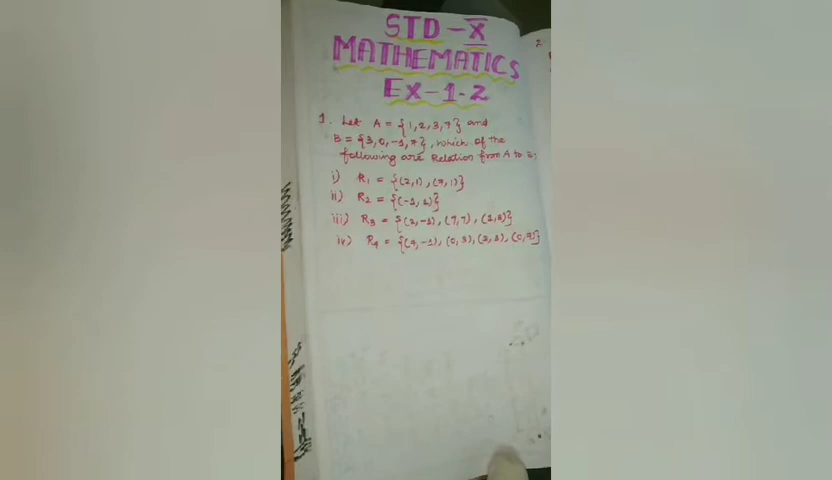 STD - X
MATHEMATICS
EX-1.2
2
1. Let A = {1,2,3,7} and
B = {3,0,-1,7}, which of the
following are Relation from A to B;
i) R1 = {(2,1), (7,1)}
ii) R2 = {(-1,1)}
iii) R3 = {(2,-1), (7,7), (1,3)}
iv) R4 = {(7,-1), (0,3), (3,3), (0,7)}